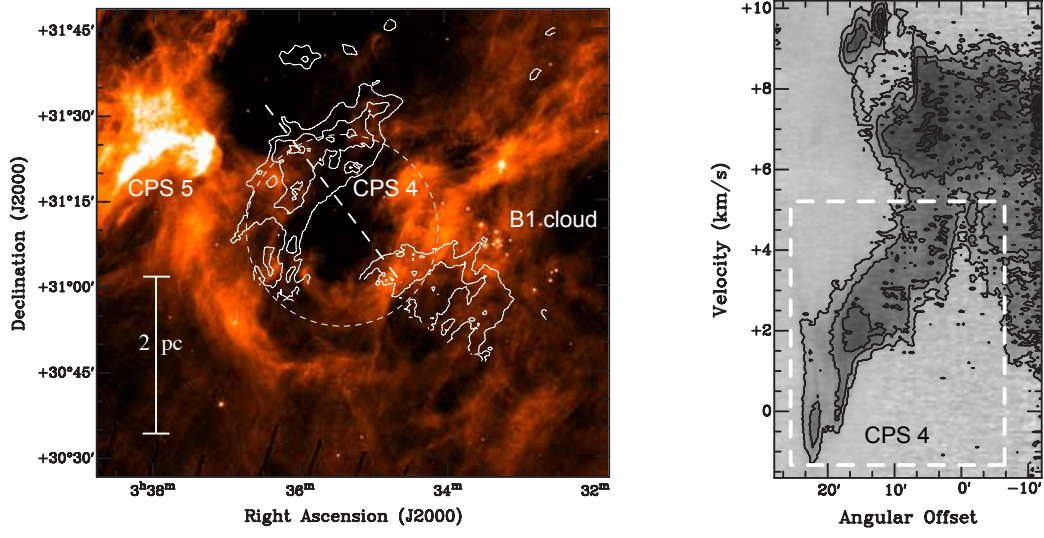 +31°45′
+31°30′
+31°15′
+31°00′
+30°45′
+30°30′
Declination (J2000)
CPS 5
CPS 4
B1 cloud
2 pc
3ʰ38ᵐ
36ᵐ
34ᵐ
32ᵐ
Right Ascension (J2000)
+10
+8
+6
+4
+2
0
Velocity (km/s)
CPS 4
20′
10′
0′
-10′
Angular Offset